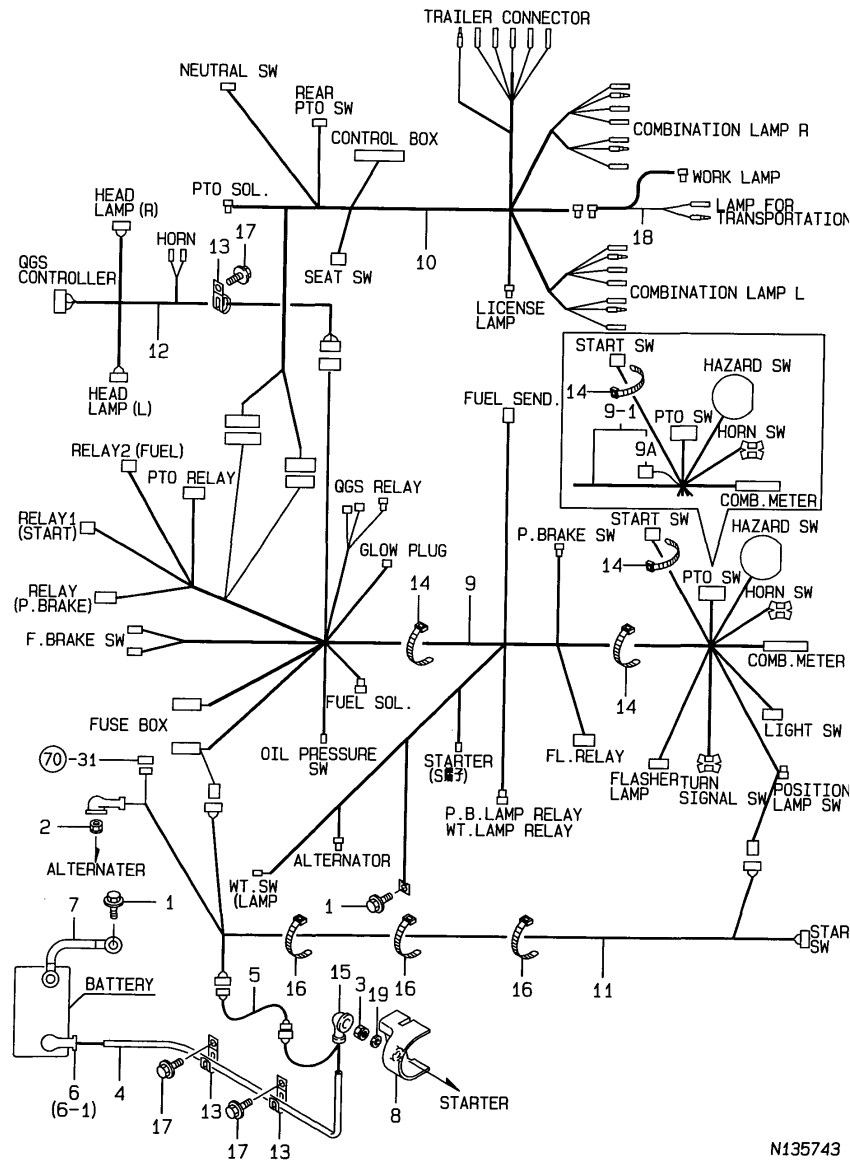 TRAILER CONNECTOR
NEUTRAL SW
REAR
PTO SW
CONTROL BOX
COMBINATION LAMP R
WORK LAMP
PTO SOL.
HEAD
LAMP(R)
LAMP FOR
TRANSPORTATION
HORN
13
17
10
18
SEAT SW
QGS
CONTROLLER
LICENSE
LAMP
COMBINATION LAMP L
12
START SW
HAZARD SW
HEAD
LAMP(L)
FUEL SEND.
14
9-1
PTO SW
HORN SW
9A
RELAY2(FUEL)
PTO RELAY
QGS RELAY
COMB.METER
RELAY1
(START)
START SW
HAZARD SW
P.BRAKE SW
GLOW PLUG
14
PTO SW
RELAY
(P.BRAKE)
14
9
HORN SW
F.BRAKE SW
COMB.METER
FUEL SOL.
14
FUSE BOX
LIGHT SW
OIL PRESSURE
SW
STARTER
(S端子)
FL.RELAY
70-31
FLASHER
LAMP
TURN
SIGNAL SW
POSITION
LAMP SW
2
P.B.LAMP RELAY
WT.LAMP RELAY
ALTERNATOR
ALTERNATER
WT.SW
(LAMP
7
1
1
STAR
SW
BATTERY
5
16
15
16
16
11
3
19
6
(6-1)
4
17
13
17
13
8
STARTER
N135743